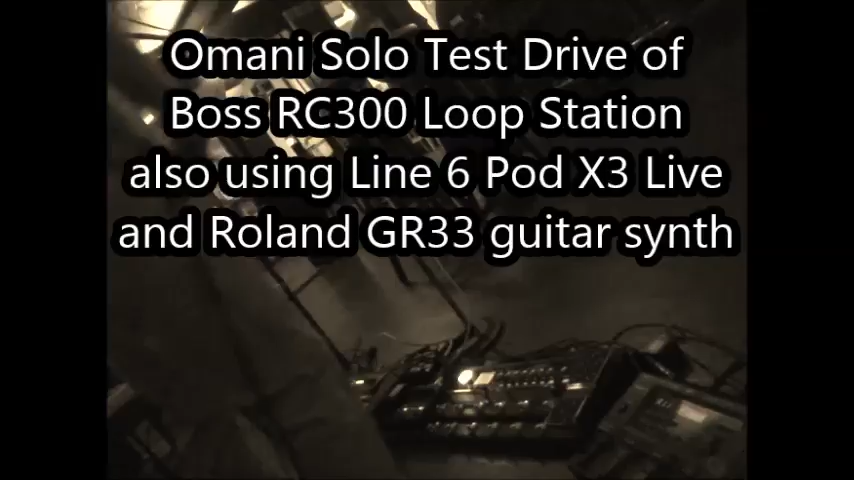 Omani Solo Test Drive of
Boss RC300 Loop Station
also using Line 6 Pod X3 Live
and Roland GR33 guitar synth